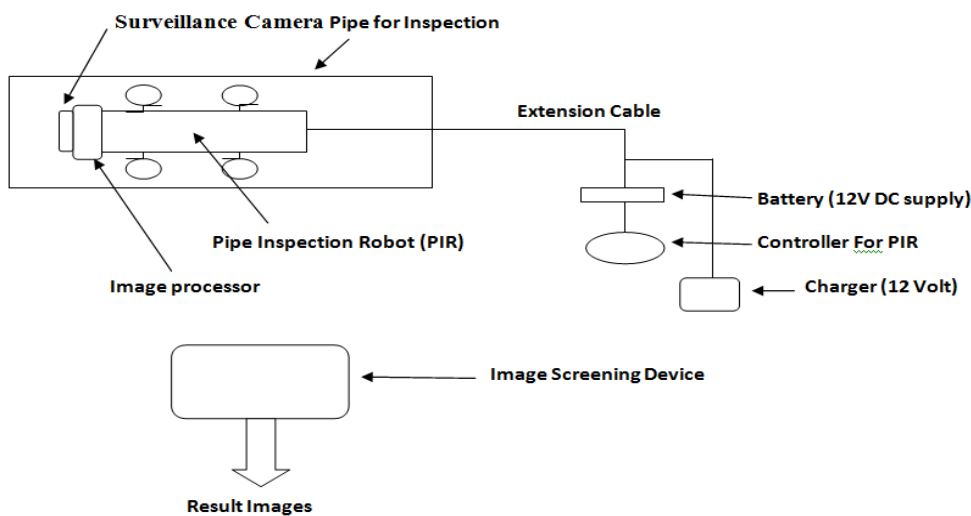 Surveillance Camera Pipe for Inspection
Extension Cable
Battery (12V DC supply)
Pipe Inspection Robot (PIR)
Controller For PIR
Image processor
Charger (12 Volt)
Image Screening Device
Result Images